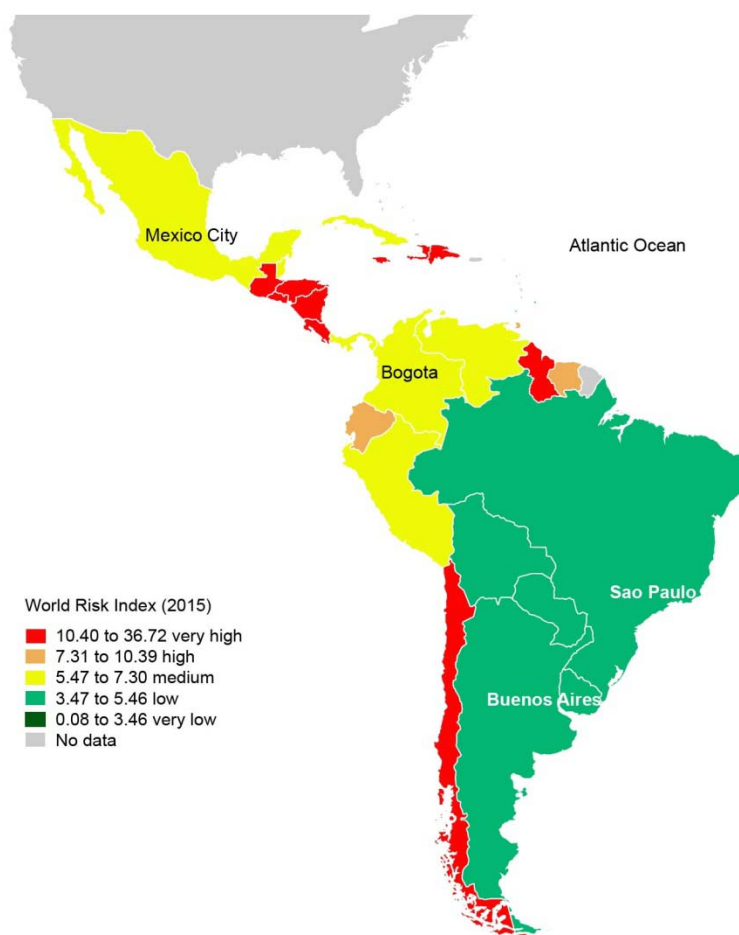 Mexico City
Atlantic Ocean
Bogota
Sao Paulo
Buenos Aires
World Risk Index (2015)
10.40 to 36.72 very high
7.31 to 10.39 high
5.47 to 7.30 medium
3.47 to 5.46 low
0.08 to 3.46 very low
No data